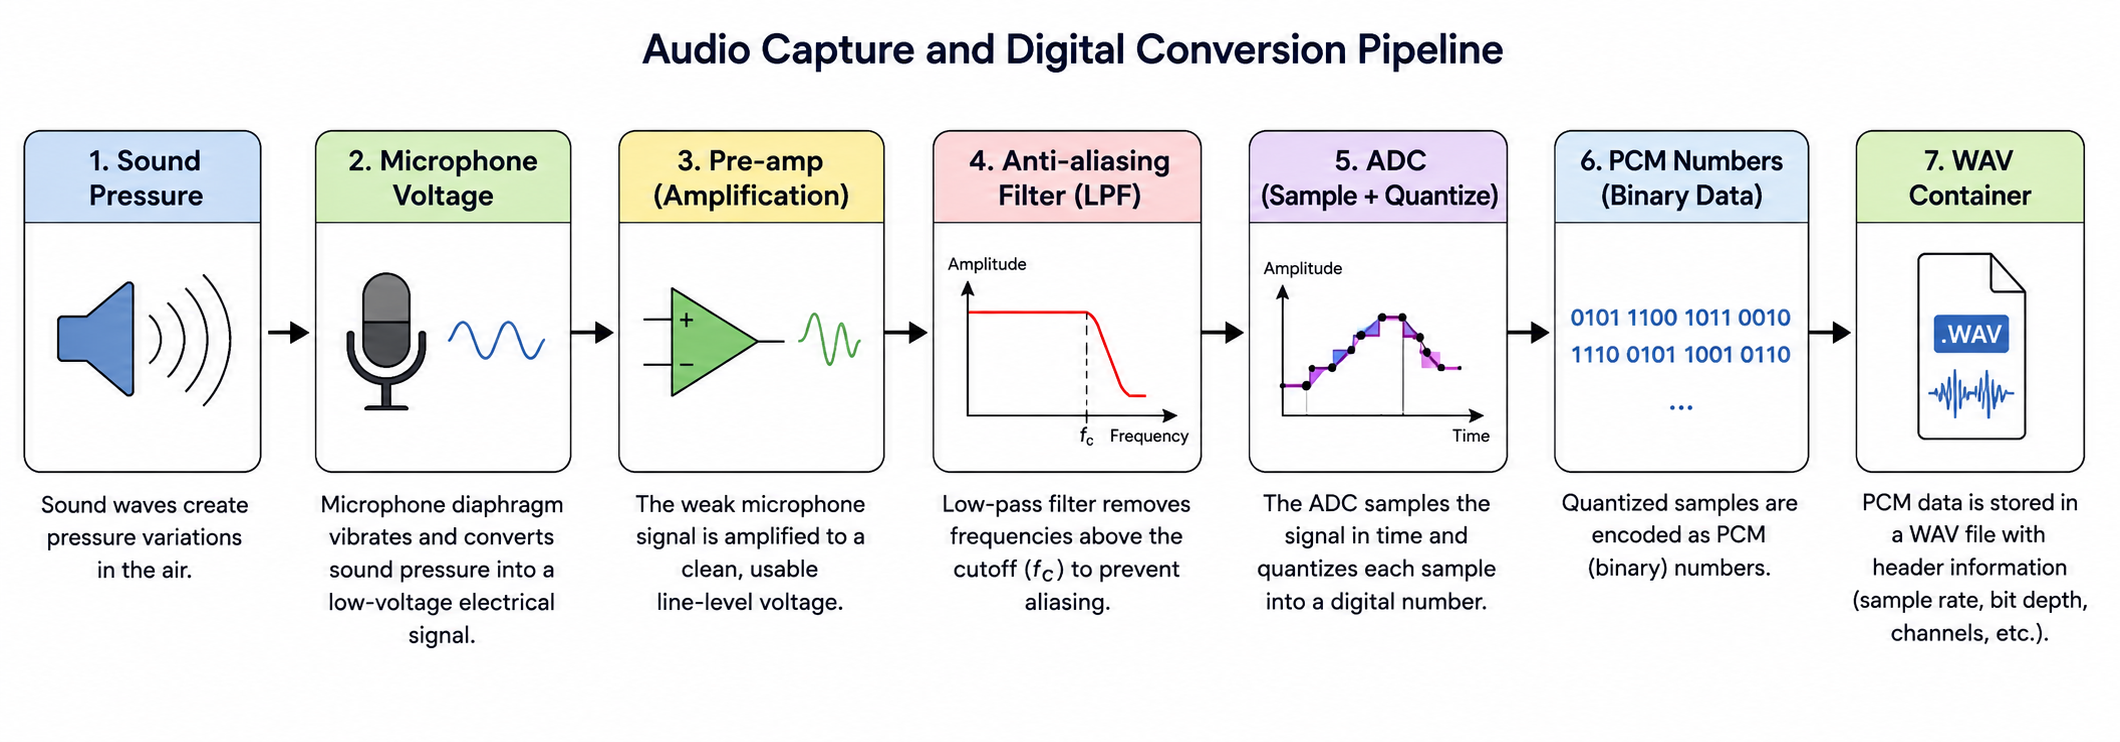 Audio Capture and Digital Conversion Pipeline
1. Sound
Pressure
Sound waves create
pressure variations
in the air.
2. Microphone
Voltage
Microphone diaphragm
vibrates and converts
sound pressure into a
low-voltage electrical
signal.
3. Pre-amp
(Amplification)
+
−
The weak microphone
signal is amplified to a
clean, usable
line-level voltage.
4. Anti-aliasing
Filter (LPF)
Amplitude
fc Frequency
Low-pass filter removes
frequencies above the
cutoff (fc) to prevent
aliasing.
5. ADC
(Sample + Quantize)
Amplitude
Time
The ADC samples the
signal in time and
quantizes each sample
into a digital number.
6. PCM Numbers
(Binary Data)
0101 1100 1011 0010
1110 0101 1001 0110
...
Quantized samples are
encoded as PCM
(binary) numbers.
7. WAV
Container
.WAV
PCM data is stored in
a WAV file with
header information
(sample rate, bit depth,
channels, etc.).